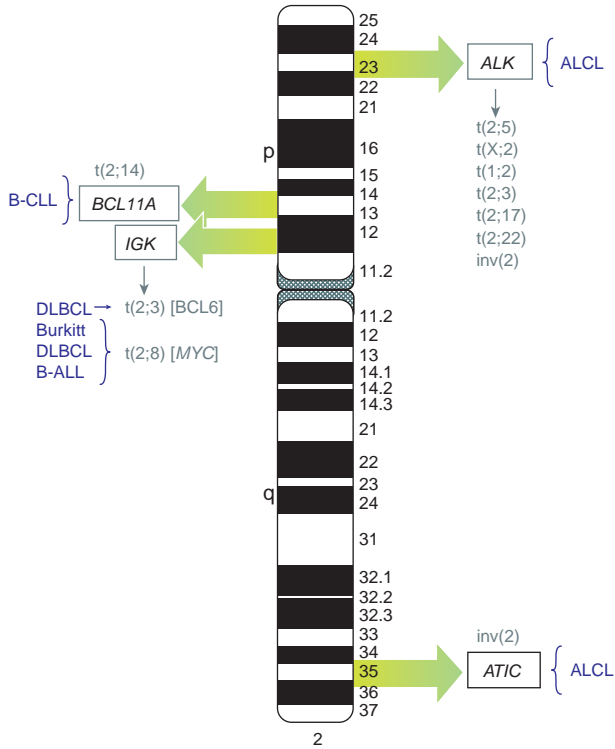 25
24
23
22
21
16
15
14
13
12
11.2
11.2
12
13
14.1
14.2
14.3
21
22
23
24
31
32.1
32.2
32.3
33
34
35
36
37
p
q
2
ALK
ALCL
t(2;5)
t(X;2)
t(1;2)
t(2;3)
t(2;17)
t(2;22)
inv(2)
t(2;14)
B-CLL
BCL11A
IGK
DLBCL t(2;3) [BCL6]
Burkitt
DLBCL t(2;8) [MYC]
B-ALL
inv(2)
ATIC
ALCL